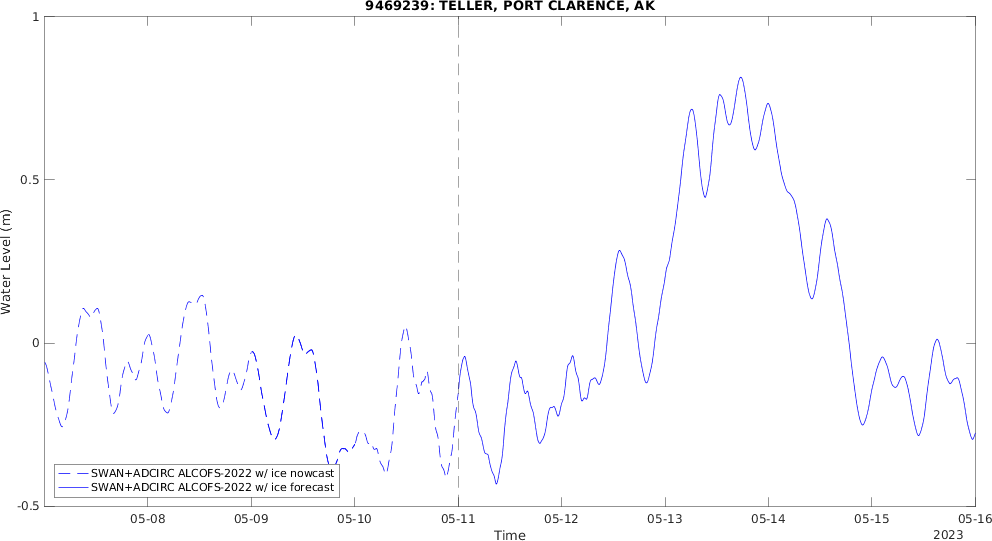 9469239: TELLER, PORT CLARENCE, AK
1
0.5
0
-0.5
Water Level (m)
SWAN+ADCIRC ALCOFS-2022 w/ ice nowcast
SWAN+ADCIRC ALCOFS-2022 w/ ice forecast
05-08 05-09 05-10 05-11 05-12 05-13 05-14 05-15 05-16
Time
2023